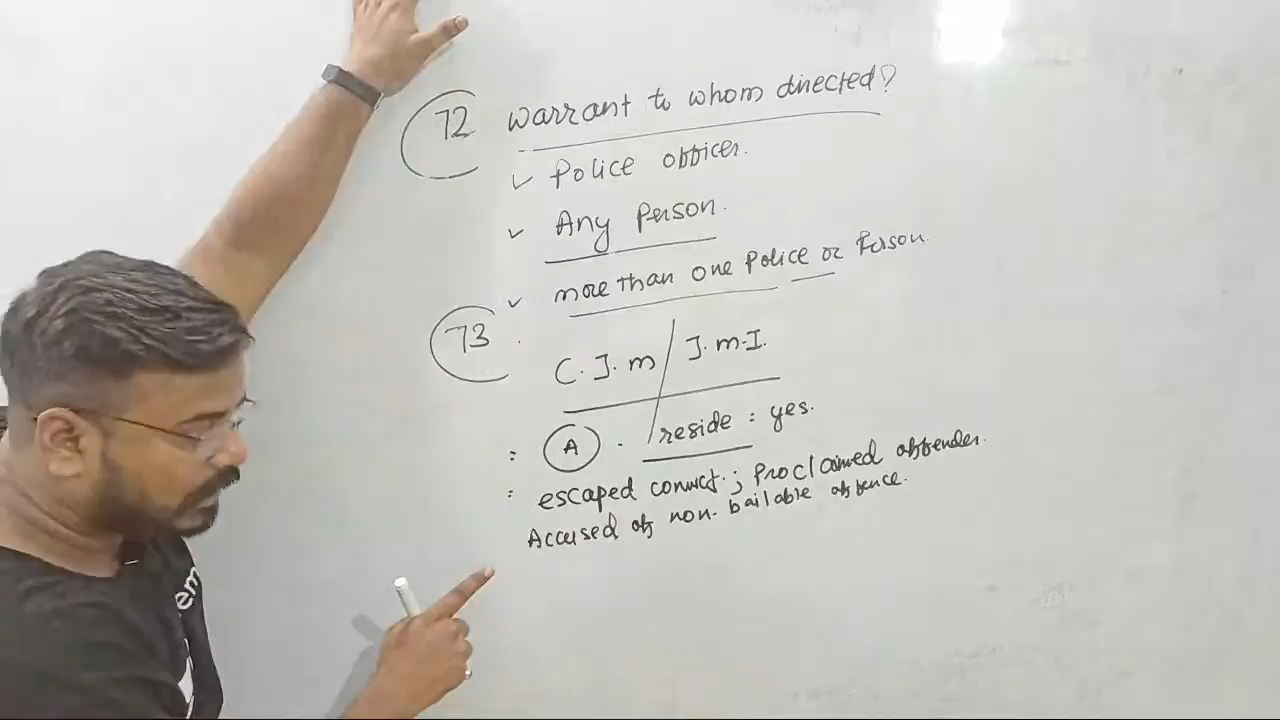 72 Warrant to whom directed?
✓ Police officer.
✓ Any Person.
✓ more than one Police or Person.
73.
C.J.m / J.m.I.
: A . reside : yes.
: escaped convict. ; Proclaimed offender.
Accused of non-bailable offence.
em